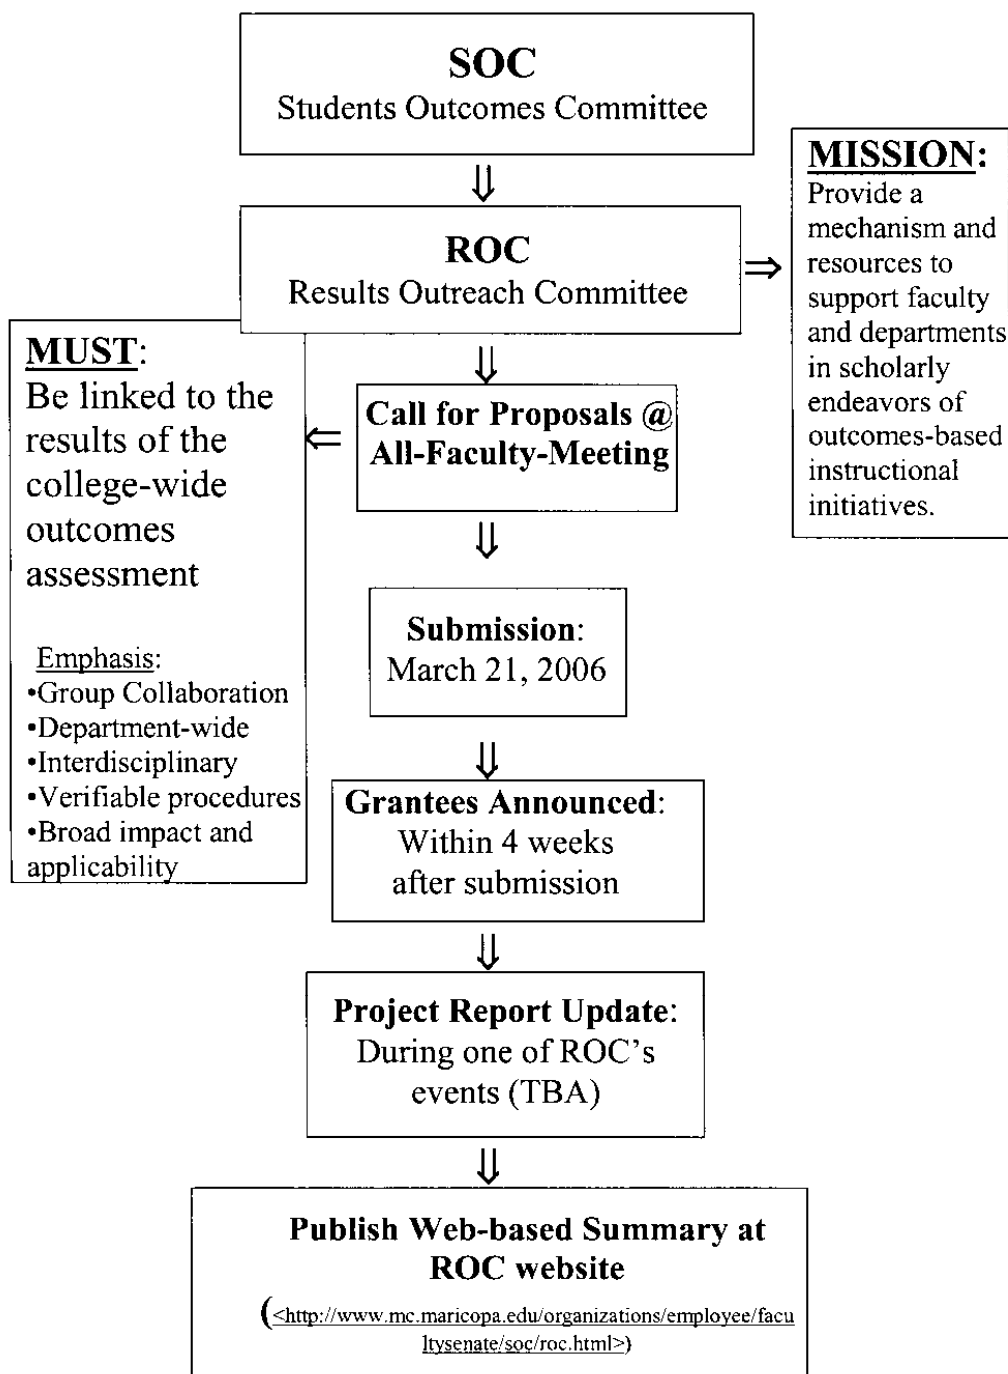 SOC
Students Outcomes Committee
⇓
ROC
Results Outreach Committee
⇒
MISSION:
Provide a
mechanism and
resources to
support faculty
and departments
in scholarly
endeavors of
outcomes-based
instructional
initiatives.
⇓
Call for Proposals @
All-Faculty-Meeting
⇐
MUST:
Be linked to the
results of the
college-wide
outcomes
assessment
Emphasis:
•Group Collaboration
•Department-wide
•Interdisciplinary
•Verifiable procedures
•Broad impact and
applicability
⇓
Submission:
March 21, 2006
⇓
Grantees Announced:
Within 4 weeks
after submission
⇓
Project Report Update:
During one of ROC's
events (TBA)
⇓
Publish Web-based Summary at
ROC website
(<http://www.mc.maricopa.edu/organizations/employee/facu
ltysenate/soc/roc.html>)